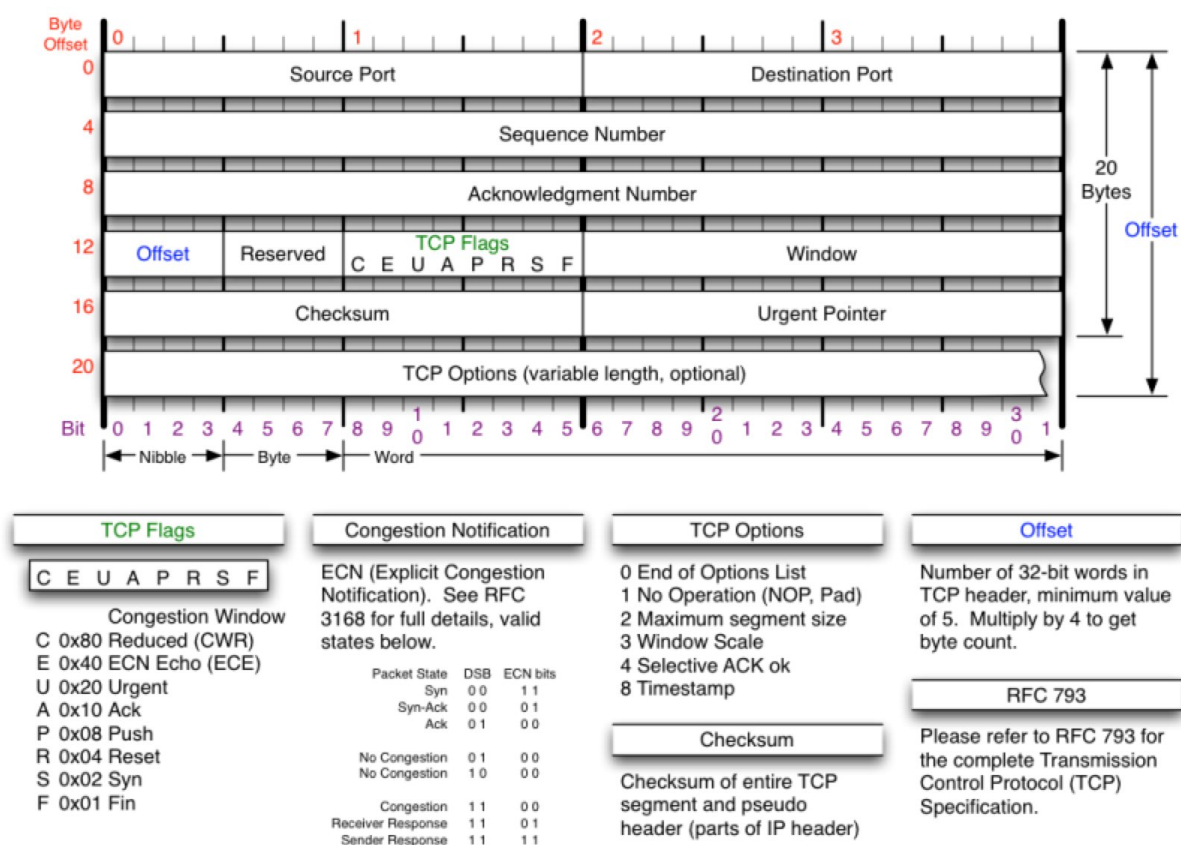 Byte
Offset
0 1 2 3
0 Source Port Destination Port
4 Sequence Number
8 Acknowledgment Number
20
Bytes
Offset
12 Offset Reserved TCP Flags Window
C E U A P R S F
16 Checksum Urgent Pointer
20 TCP Options (variable length, optional)
Bit 0 1 2 3 4 5 6 7 8 9 10 1 2 3 4 5 6 7 8 9 20 1 2 3 4 5 6 7 8 9 30 1
Nibble Byte Word
TCP Flags
C E U A P R S F
Congestion Window
C 0x80 Reduced (CWR)
E 0x40 ECN Echo (ECE)
U 0x20 Urgent
A 0x10 Ack
P 0x08 Push
R 0x04 Reset
S 0x02 Syn
F 0x01 Fin
Congestion Notification
ECN (Explicit Congestion
Notification). See RFC
3168 for full details, valid
states below.
Packet State DSB ECN bits
Syn 0 0 1 1
Syn-Ack 0 0 0 1
Ack 0 1 0 0
No Congestion 0 1 0 0
No Congestion 1 0 0 0
Congestion 1 1 0 0
Receiver Response 1 1 0 1
Sender Response 1 1 1 1
TCP Options
0 End of Options List
1 No Operation (NOP, Pad)
2 Maximum segment size
3 Window Scale
4 Selective ACK ok
8 Timestamp
Checksum
Checksum of entire TCP
segment and pseudo
header (parts of IP header)
Offset
Number of 32-bit words in
TCP header, minimum value
of 5. Multiply by 4 to get
byte count.
RFC 793
Please refer to RFC 793 for
the complete Transmission
Control Protocol (TCP)
Specification.